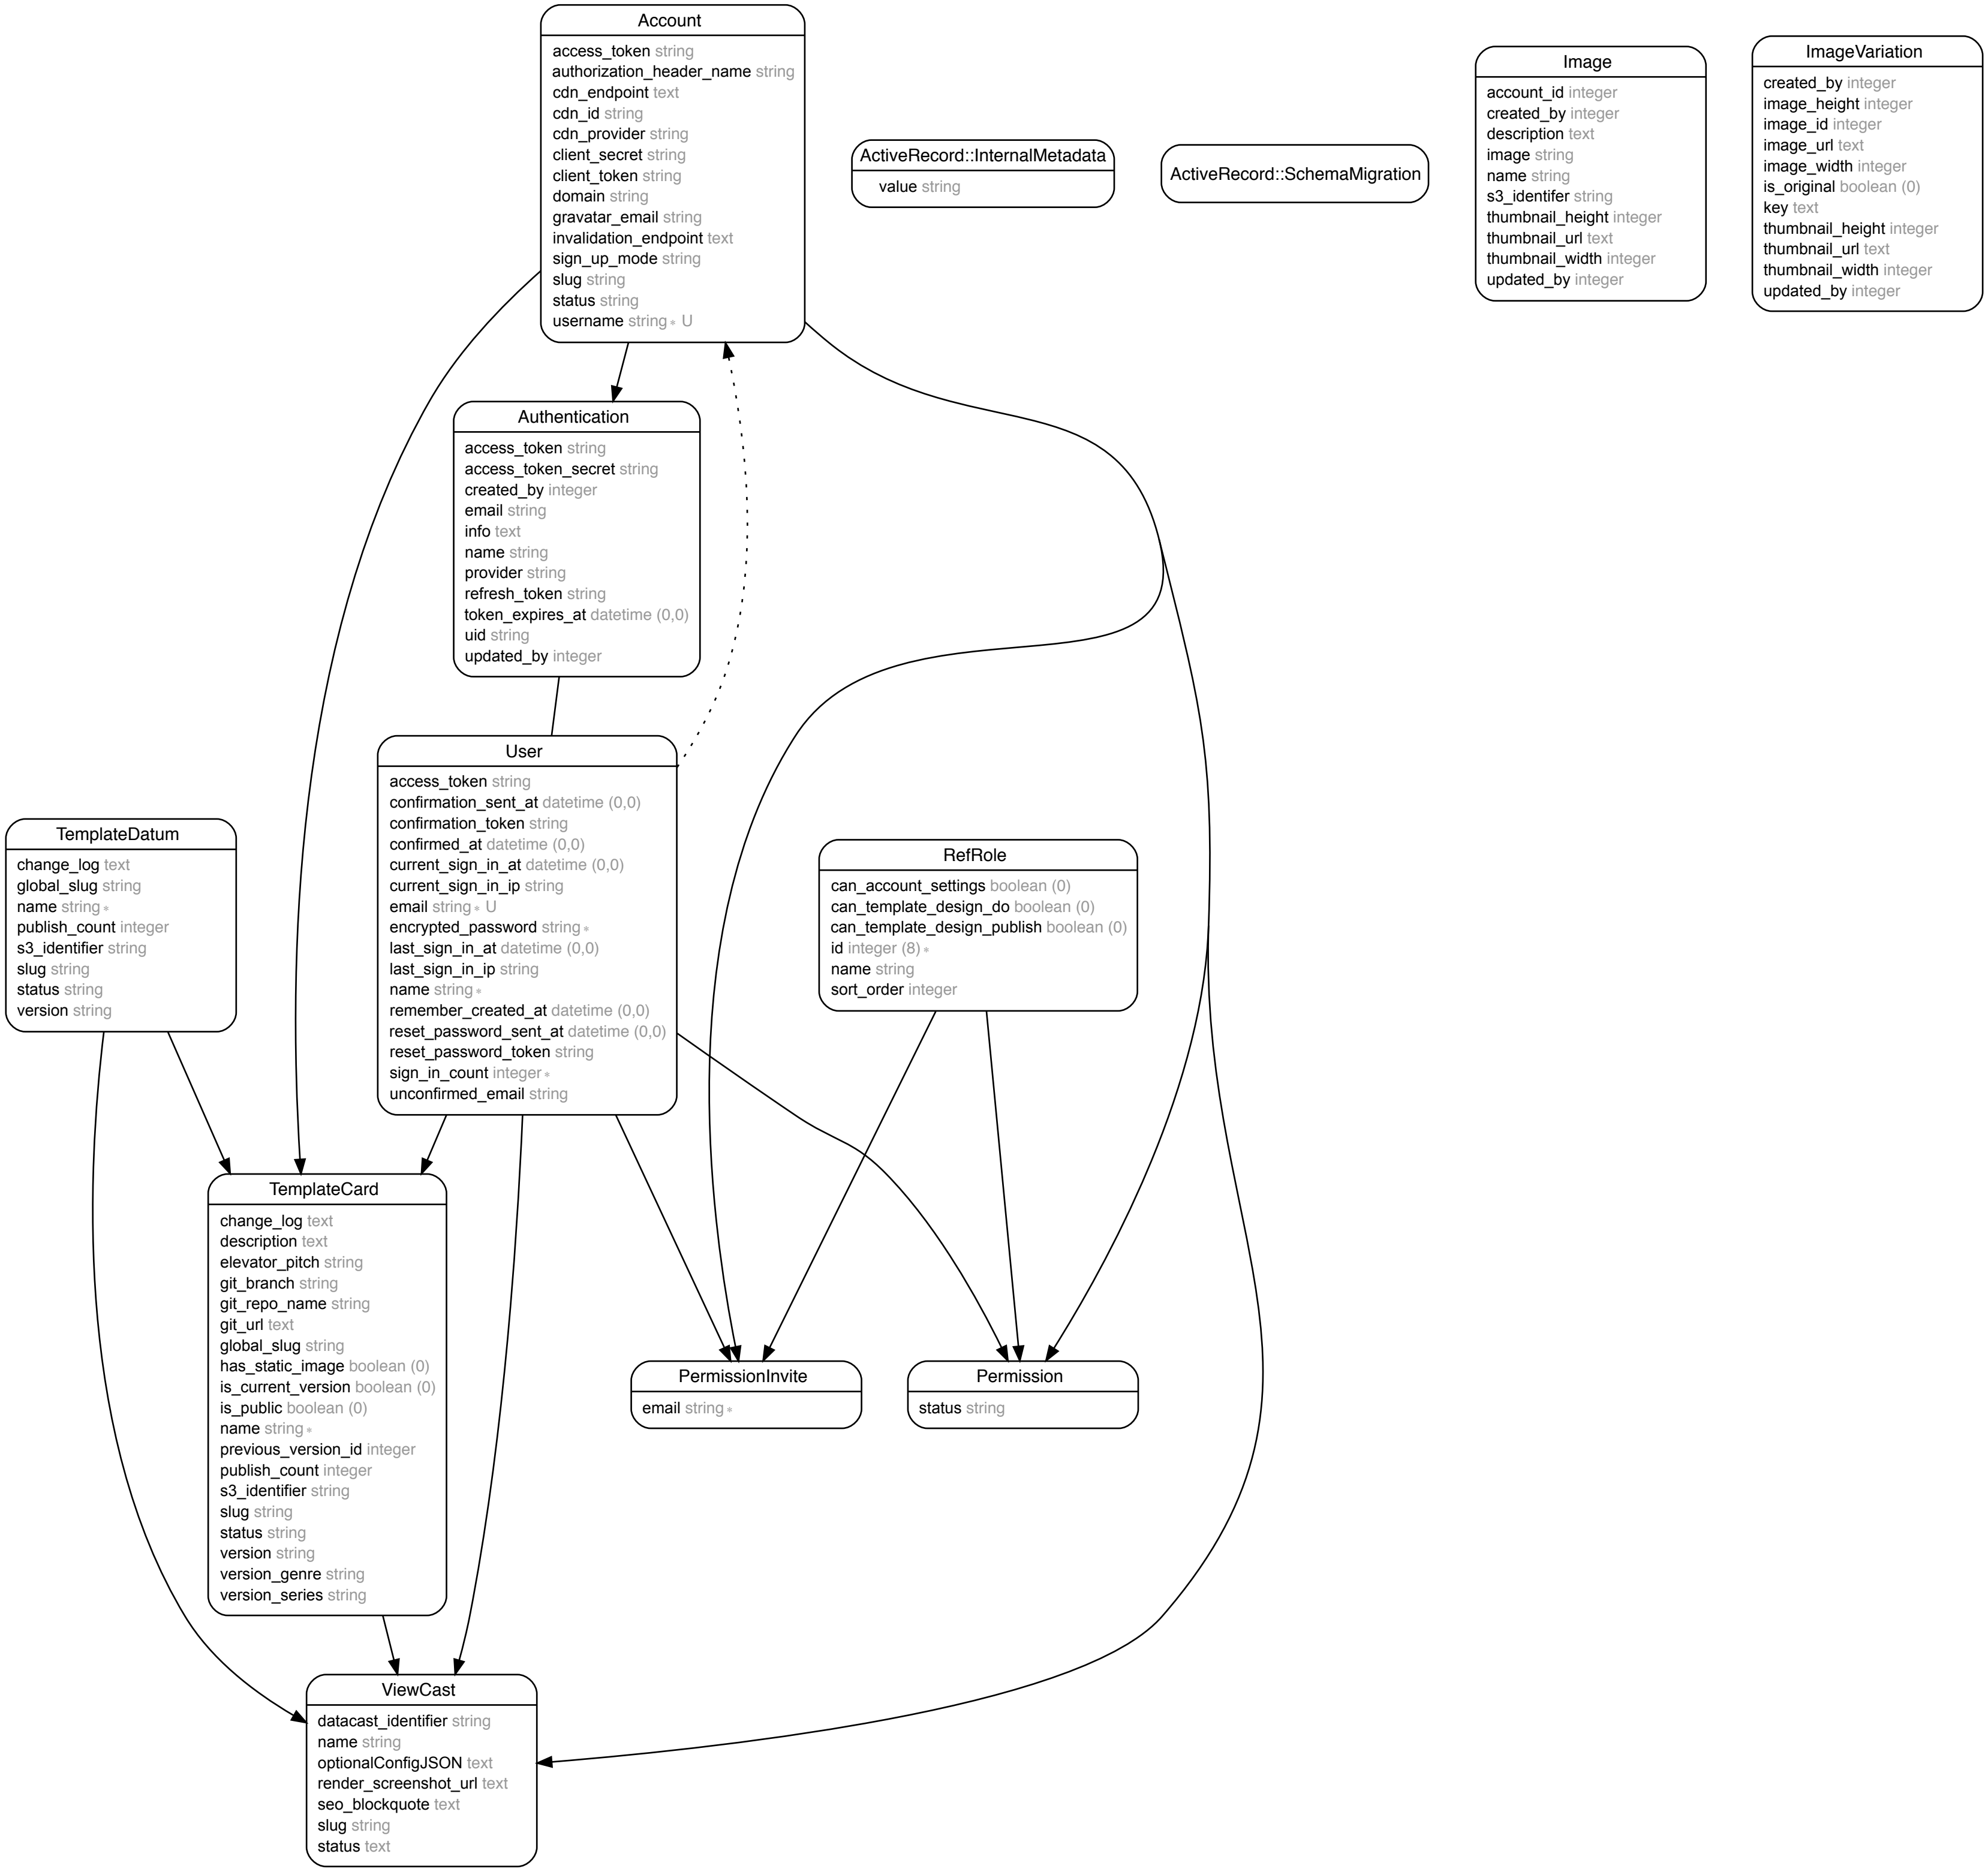 Account
access_token string
authorization_header_name string
cdn_endpoint text
cdn_id string
cdn_provider string
client_secret string
client_token string
domain string
gravatar_email string
invalidation_endpoint text
sign_up_mode string
slug string
status string
username string∗ U
ActiveRecord::InternalMetadata
value string
ActiveRecord::SchemaMigration
Image
account_id integer
created_by integer
description text
image string
name string
s3_identifer string
thumbnail_height integer
thumbnail_url text
thumbnail_width integer
updated_by integer
ImageVariation
created_by integer
image_height integer
image_id integer
image_url text
image_width integer
is_original boolean (0)
key text
thumbnail_height integer
thumbnail_url text
thumbnail_width integer
updated_by integer
Authentication
access_token string
access_token_secret string
created_by integer
email string
info text
name string
provider string
refresh_token string
token_expires_at datetime (0,0)
uid string
updated_by integer
User
access_token string
confirmation_sent_at datetime (0,0)
confirmation_token string
confirmed_at datetime (0,0)
current_sign_in_at datetime (0,0)
current_sign_in_ip string
email string∗ U
encrypted_password string∗
last_sign_in_at datetime (0,0)
last_sign_in_ip string
name string∗
remember_created_at datetime (0,0)
reset_password_sent_at datetime (0,0)
reset_password_token string
sign_in_count integer∗
unconfirmed_email string
TemplateDatum
change_log text
global_slug string
name string∗
publish_count integer
s3_identifier string
slug string
status string
version string
RefRole
can_account_settings boolean (0)
can_template_design_do boolean (0)
can_template_design_publish boolean (0)
id integer (8)∗
name string
sort_order integer
TemplateCard
change_log text
description text
elevator_pitch string
git_branch string
git_repo_name string
git_url text
global_slug string
has_static_image boolean (0)
is_current_version boolean (0)
is_public boolean (0)
name string∗
previous_version_id integer
publish_count integer
s3_identifier string
slug string
status string
version string
version_genre string
version_series string
PermissionInvite
email string∗
Permission
status string
ViewCast
datacast_identifier string
name string
optionalConfigJSON text
render_screenshot_url text
seo_blockquote text
slug string
status text